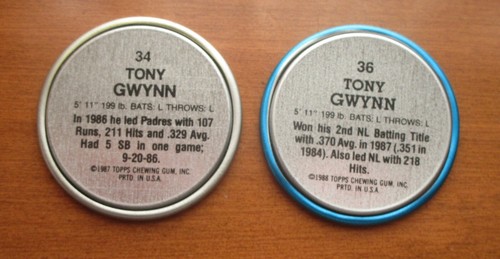 34
TONY
GWYNN
5' 11" 199 lb. BATS: L THROWS: L
In 1986 he led Padres with 107
Runs, 211 Hits and .329 Avg.
Had 5 SB in one game;
9-20-86.
©1987 TOPPS CHEWING GUM, INC.
PRTD. IN U.S.A.
36
TONY
GWYNN
5' 11" 199 lb. BATS: L THROWS: L
Won his 2nd NL Batting Title
with .370 Avg. in 1987 (.351 in
1984). Also led NL with 218
Hits.
©1988 TOPPS CHEWING GUM, INC.
PRTD. IN U.S.A.